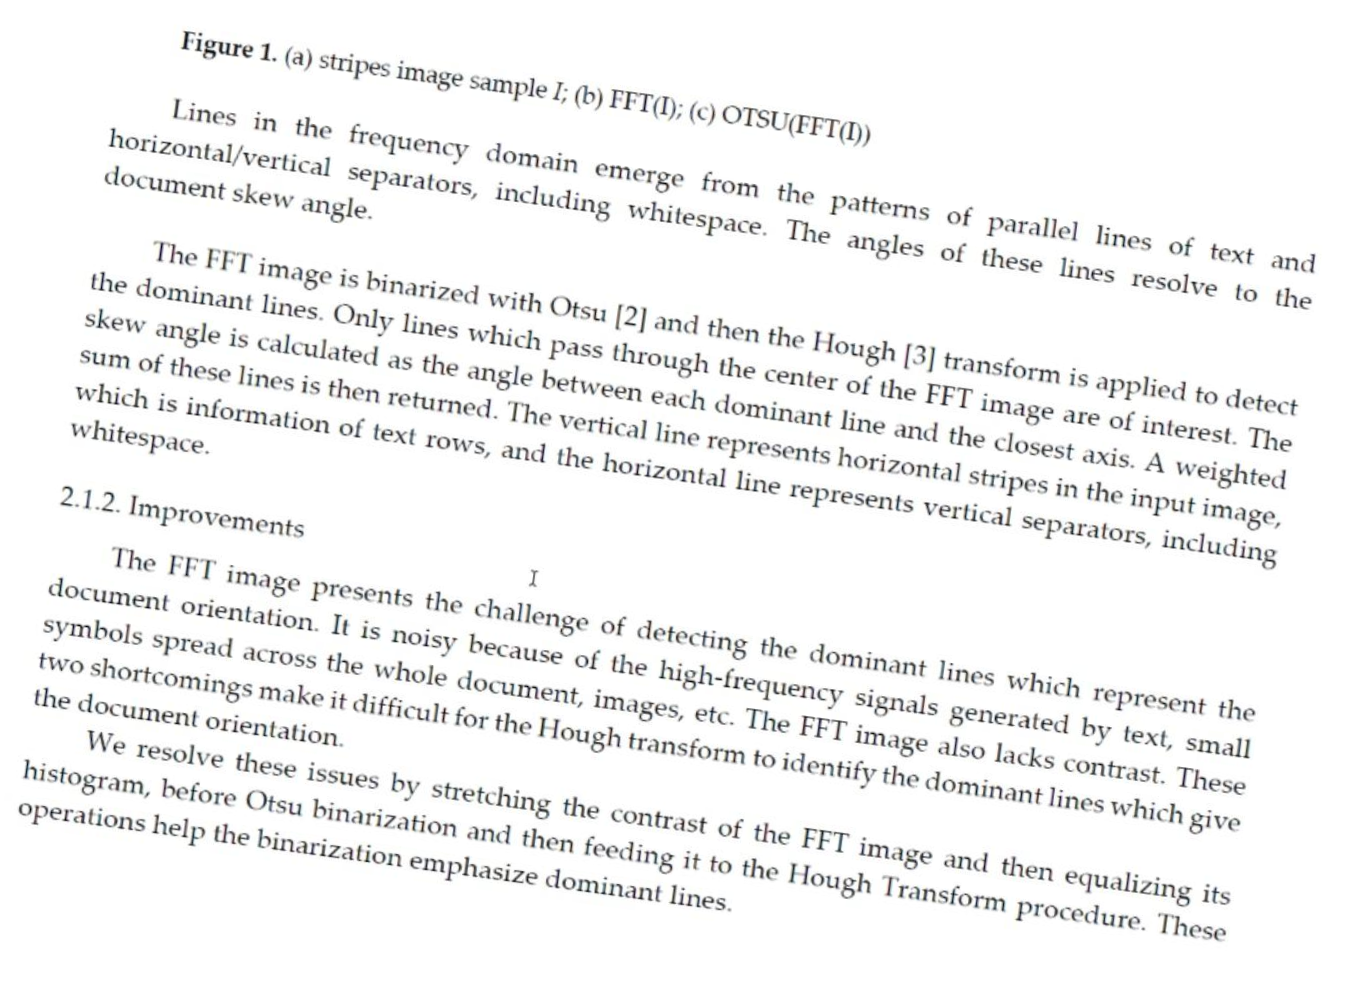 Figure 1. (a) stripes image sample I; (b) FFT(I); (c) OTSU(FFT(I))
Lines in the frequency domain emerge from the patterns of parallel lines of text and
horizontal/vertical separators, including whitespace. The angles of these lines resolve to the
document skew angle.
The FFT image is binarized with Otsu [2] and then the Hough [3] transform is applied to detect
the dominant lines. Only lines which pass through the center of the FFT image are of interest. The
skew angle is calculated as the angle between each dominant line and the closest axis. A weighted
sum of these lines is then returned. The vertical line represents horizontal stripes in the input image,
which is information of text rows, and the horizontal line represents vertical separators, including
whitespace.
2.1.2. Improvements
The FFT image presents the challenge of detecting the dominant lines which represent the
document orientation. It is noisy because of the high-frequency signals generated by text, small
symbols spread across the whole document, images, etc. The FFT image also lacks contrast. These
two shortcomings make it difficult for the Hough transform to identify the dominant lines which give
the document orientation.
We resolve these issues by stretching the contrast of the FFT image and then equalizing its
histogram, before Otsu binarization and then feeding it to the Hough Transform procedure. These
operations help the binarization emphasize dominant lines.